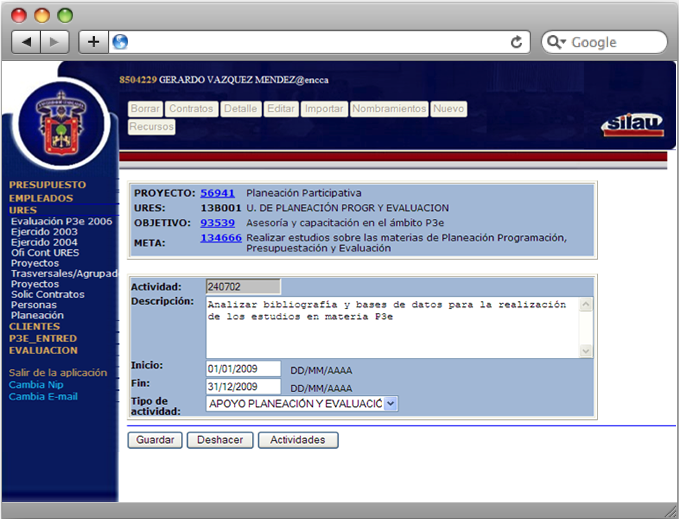 Google
8504229 GERARDO VAZQUEZ MENDEZ@encca
Borrar Contratos Detalle Editar Importar Nombramientos Nuevo
Recursos
siiau
PRESUPUESTO
EMPLEADOS
URES
Evaluación P3e 2006
Ejercido 2003
Ejercido 2004
Ofi Cont URES
Proyectos
Trasversales/Agrupad
Proyectos
Solic Contratos
Personas
Planeación
CLIENTES
P3E_ENTRED
EVALUACION
Salir de la aplicación
Cambia Nip
Cambia E-mail
PROYECTO: 56941 Planeación Participativa
URES: 138001 U. DE PLANEACIÓN PROGR Y EVALUACION
OBJETIVO: 93539 Asesoría y capacitación en el ámbito P3e
META: 134666 Realizar estudios sobre las materias de Planeación Programación,
Presupuestación y Evaluación
Actividad: 240702
Descripción: Analizar bibliografía y bases de datos para la realización
de los estudios en materia P3e
Inicio: 01/01/2009 DD/MM/AAAA
Fin: 31/12/2009 DD/MM/AAAA
Tipo de
actividad: APOYO PLANEACIÓN Y EVALUACIÓ
Guardar Deshacer Actividades